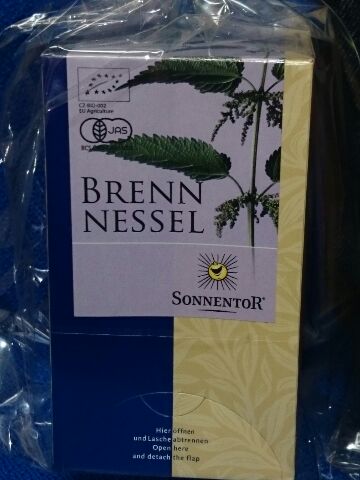 CZ-BIO-002
EU Agriculture
JAS
BRENN
NESSEL
SONNENTOR®
Hier öffnen
und Lasche abtrennen
Open here
and detach the flap